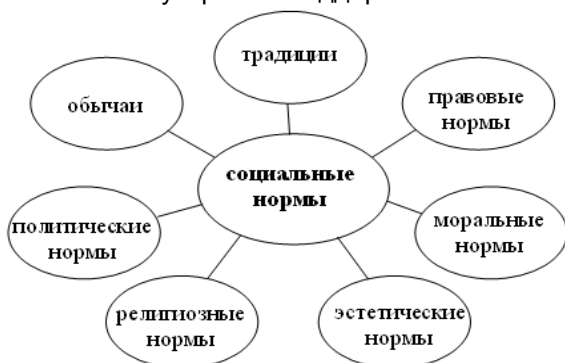 традиции
обычаи
правовые
нормы
социальные
нормы
политические
нормы
моральные
нормы
религиозные
нормы
эстетические
нормы